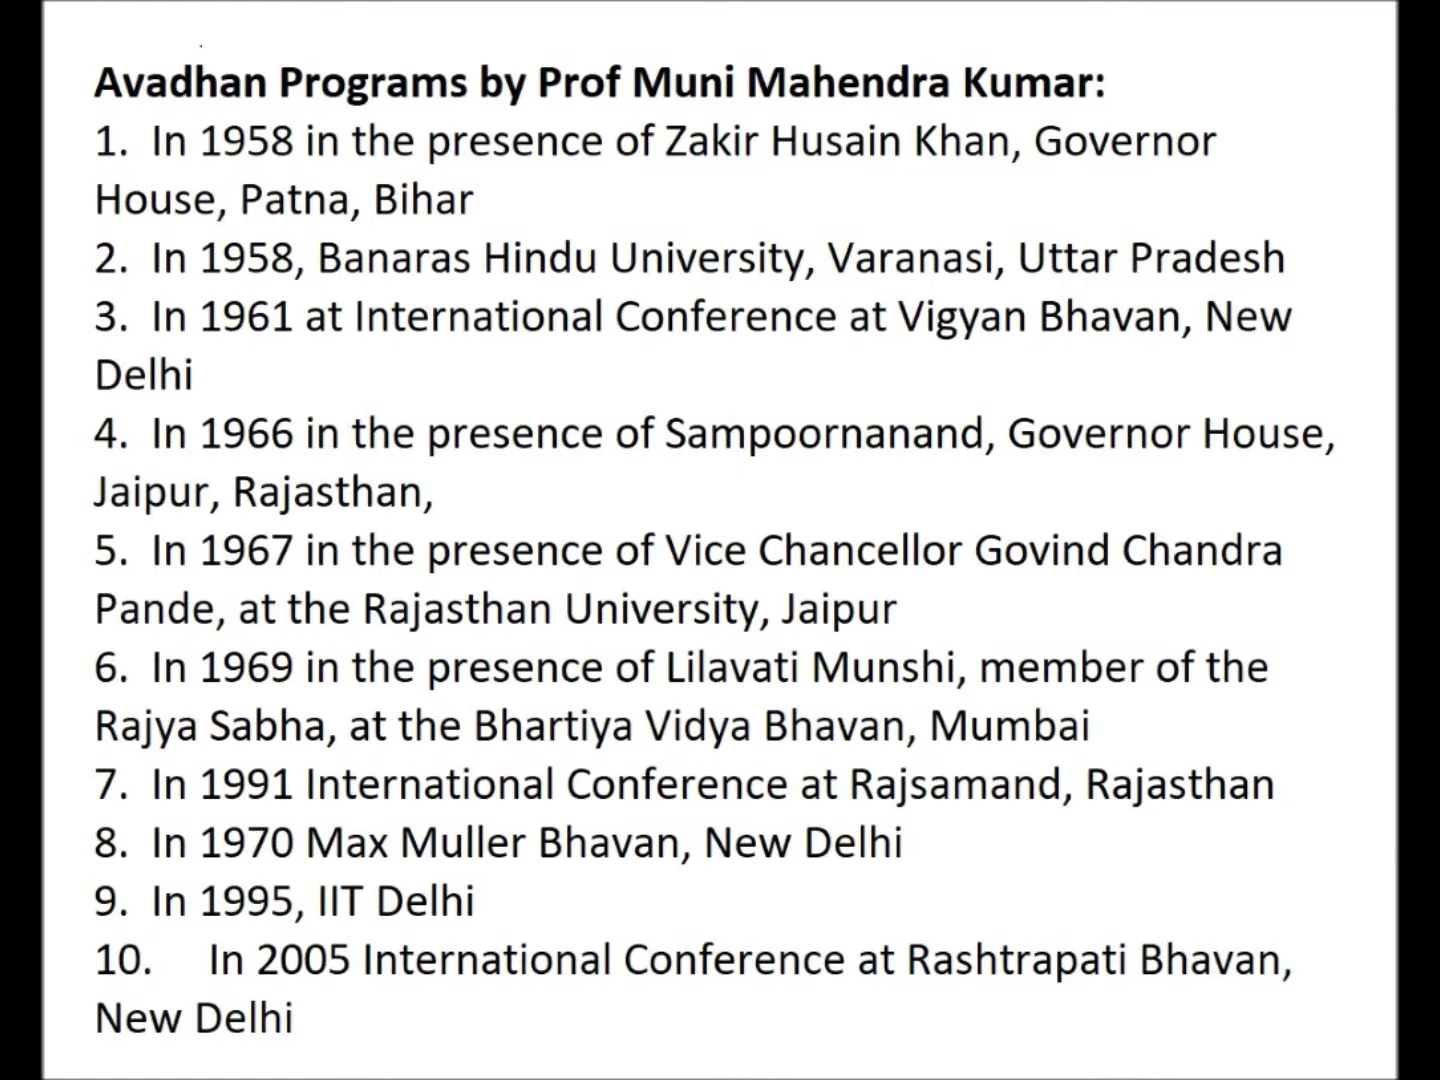 Avadhan Programs by Prof Muni Mahendra Kumar:
1. In 1958 in the presence of Zakir Husain Khan, Governor
House, Patna, Bihar
2. In 1958, Banaras Hindu University, Varanasi, Uttar Pradesh
3. In 1961 at International Conference at Vigyan Bhavan, New
Delhi
4. In 1966 in the presence of Sampoornanand, Governor House,
Jaipur, Rajasthan,
5. In 1967 in the presence of Vice Chancellor Govind Chandra
Pande, at the Rajasthan University, Jaipur
6. In 1969 in the presence of Lilavati Munshi, member of the
Rajya Sabha, at the Bhartiya Vidya Bhavan, Mumbai
7. In 1991 International Conference at Rajsamand, Rajasthan
8. In 1970 Max Muller Bhavan, New Delhi
9. In 1995, IIT Delhi
10. In 2005 International Conference at Rashtrapati Bhavan,
New Delhi